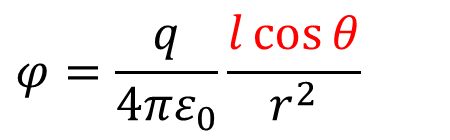 φ = q / 4πε₀ l cos θ / r²